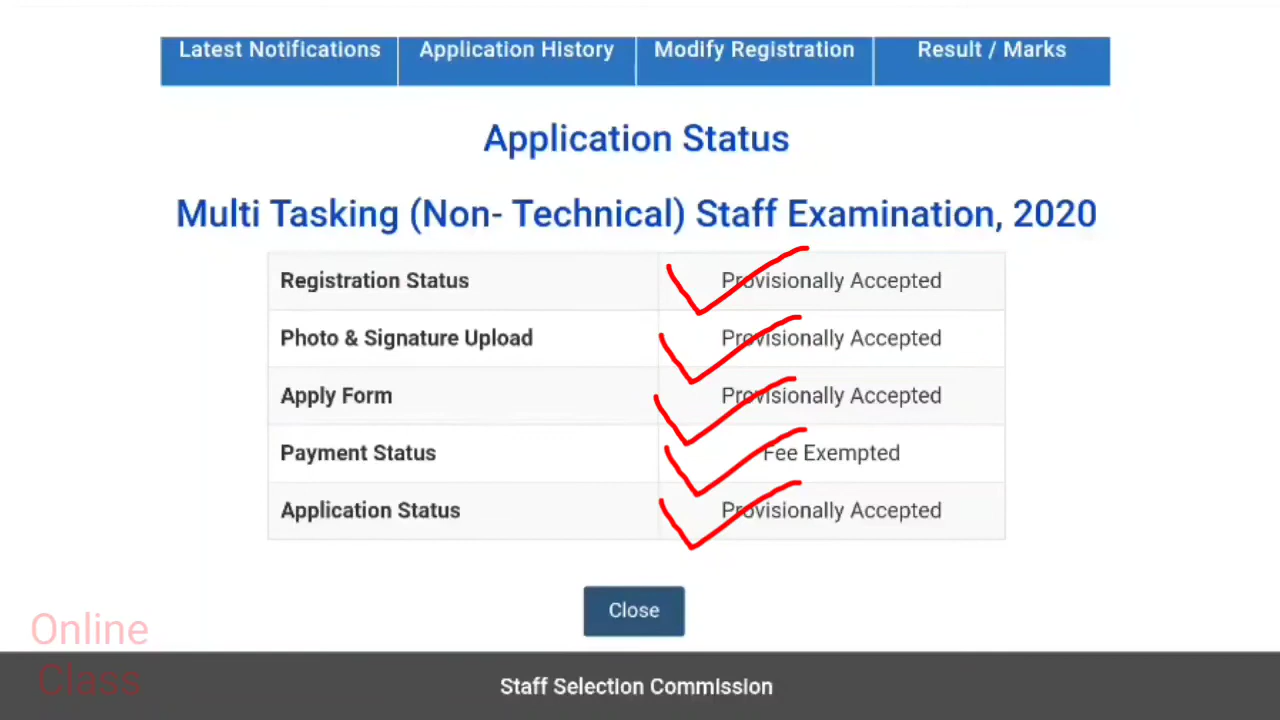 Latest Notifications Application History Modify Registration Result / Marks
Application Status
Multi Tasking (Non- Technical) Staff Examination, 2020
Registration Status Provisionally Accepted
Photo & Signature Upload Provisionally Accepted
Apply Form Provisionally Accepted
Payment Status Fee Exempted
Application Status Provisionally Accepted
Close
Online
Class
Staff Selection Commission